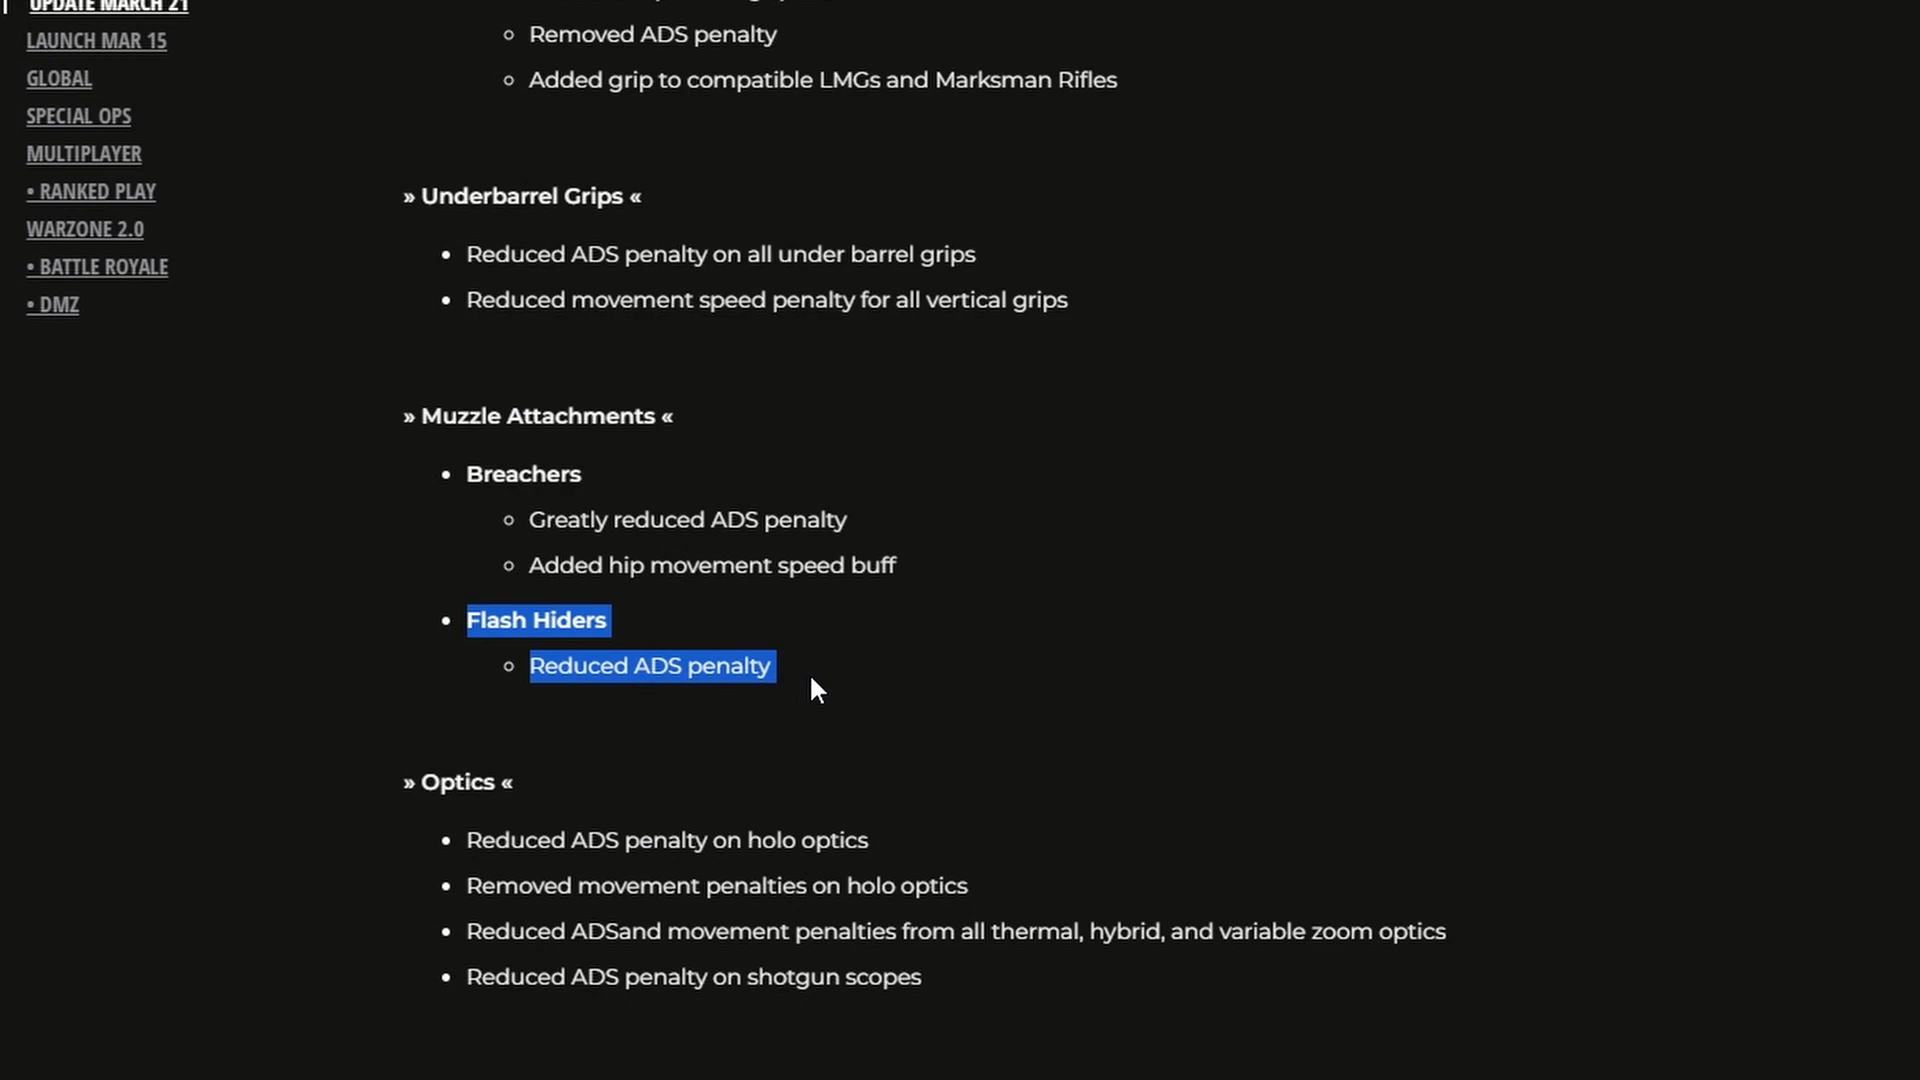 UPDATE MARCH 21
LAUNCH MAR 15
GLOBAL
SPECIAL OPS
MULTIPLAYER
• RANKED PLAY
WARZONE 2.0
• BATTLE ROYALE
• DMZ
Removed ADS penalty
Added grip to compatible LMGs and Marksman Rifles
» Underbarrel Grips «
Reduced ADS penalty on all under barrel grips
Reduced movement speed penalty for all vertical grips
» Muzzle Attachments «
Breachers
Greatly reduced ADS penalty
Added hip movement speed buff
Flash Hiders
Reduced ADS penalty
» Optics «
Reduced ADS penalty on holo optics
Removed movement penalties on holo optics
Reduced ADSand movement penalties from all thermal, hybrid, and variable zoom optics
Reduced ADS penalty on shotgun scopes